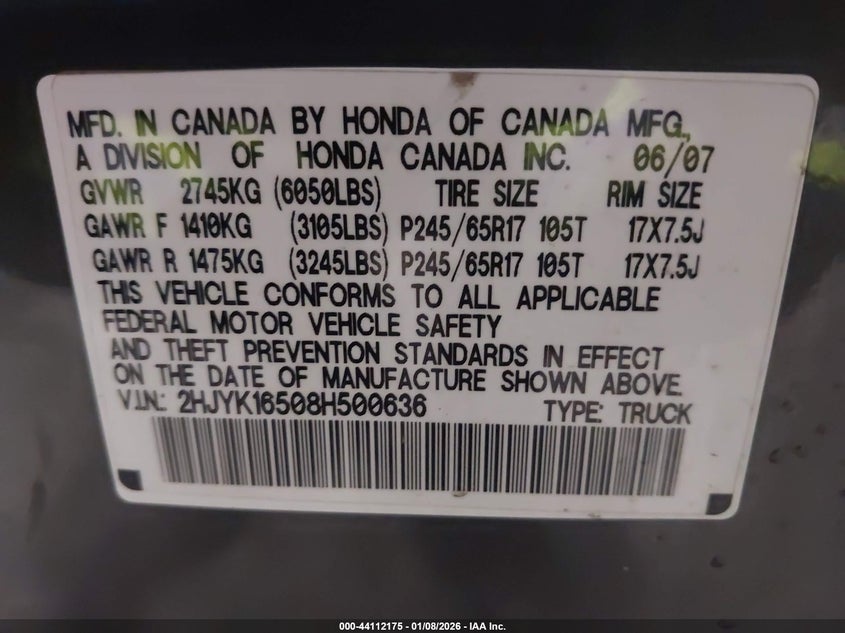 MFD. IN CANADA BY HONDA OF CANADA MFG.,
A DIVISION OF HONDA CANADA INC. 06/07
GVWR 2745KG (6050LBS) TIRE SIZE RIM SIZE
GAWR F 1410KG (3105LBS) P245/65R17 105T 17X7.5J
GAWR R 1475KG (3245LBS) P245/65R17 105T 17X7.5J
THIS VEHICLE CONFORMS TO ALL APPLICABLE
FEDERAL MOTOR VEHICLE SAFETY
AND THEFT PREVENTION STANDARDS IN EFFECT
ON THE DATE OF MANUFACTURE SHOWN ABOVE.
V.I.N.: 2HJYK16508H500636 TYPE: TRUCK
000-44112175 - 01/08/2026 - IAA Inc.